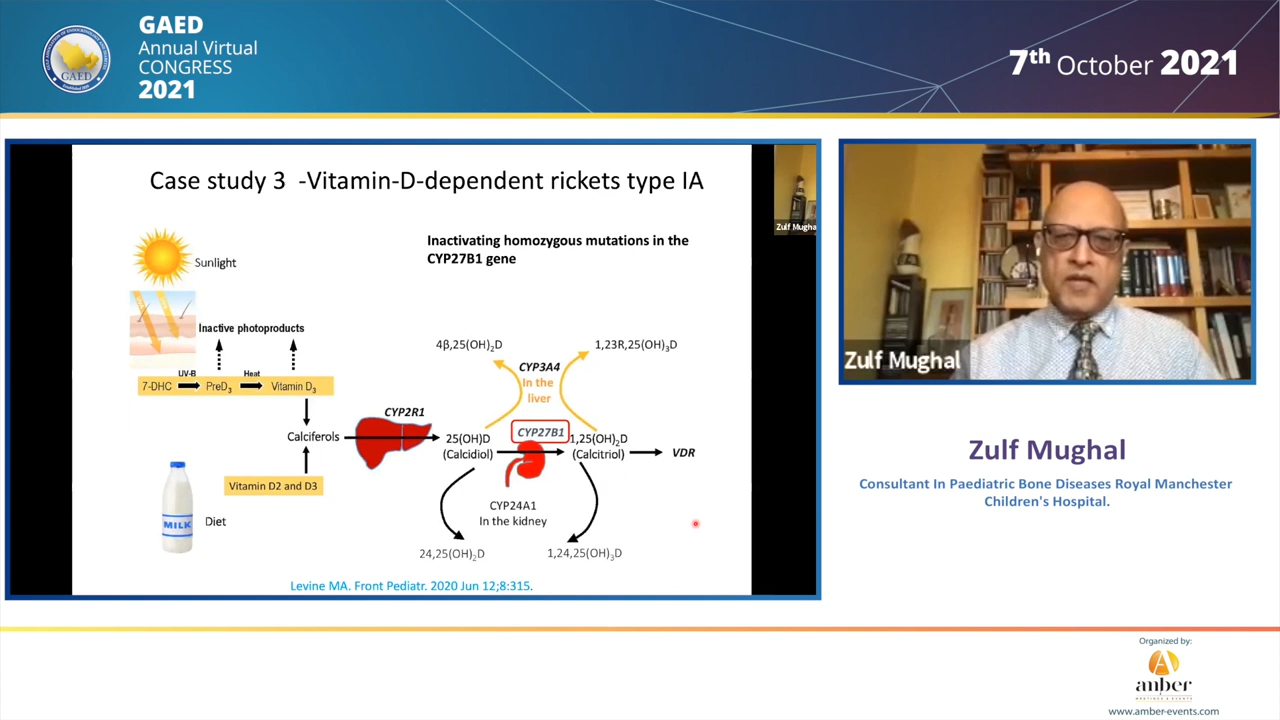 GAED
Annual Virtual
CONGRESS
2021
GAED
7th October 2021
Case study 3 -Vitamin-D-dependent rickets type IA
Zulf Mughal
Inactivating homozygous mutations in the
CYP27B1 gene
Sunlight
Inactive photoproducts
UV-B
Heat
7-DHC
PreD3
Vitamin D3
4β,25(OH)2D
1,23R,25(OH)3D
CYP3A4
In the
liver
CYP2R1
CYP27B1
Calciferols
25(OH)D
(Calcidiol)
1,25(OH)2D
(Calcitriol)
VDR
Vitamin D2 and D3
MILK
Diet
CYP24A1
In the kidney
24,25(OH)2D
1,24,25(OH)3D
Levine MA. Front Pediatr. 2020 Jun 12;8:315.
Zulf Mughal
Zulf Mughal
Consultant In Paediatric Bone Diseases Royal Manchester
Children's Hospital.
Organized by:
anber
www.amber-events.com